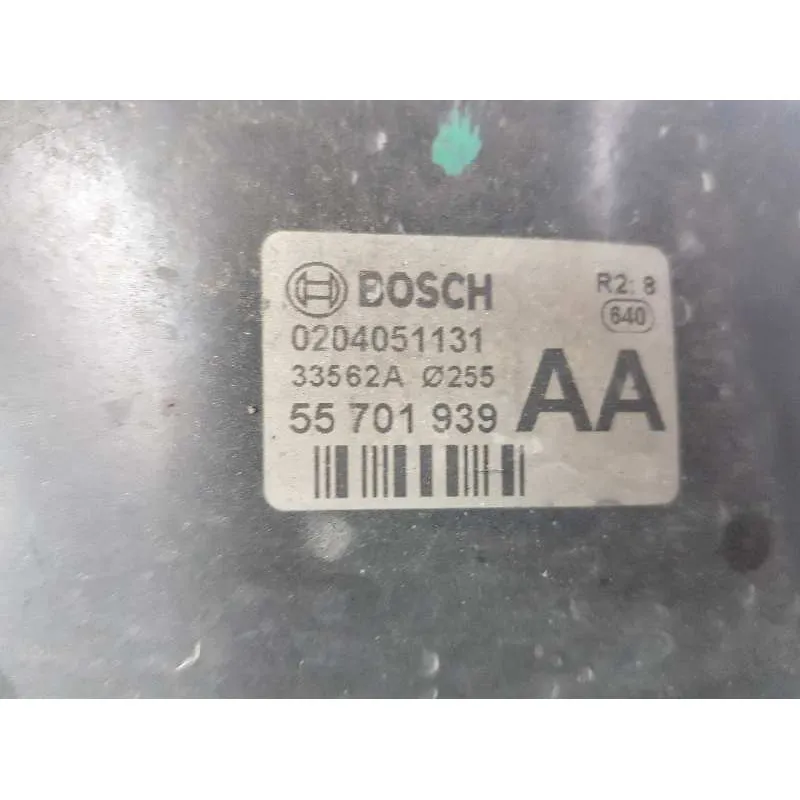 BOSCH R2: 8
640
0204051131
33562A Ø255
55 701 939 AA